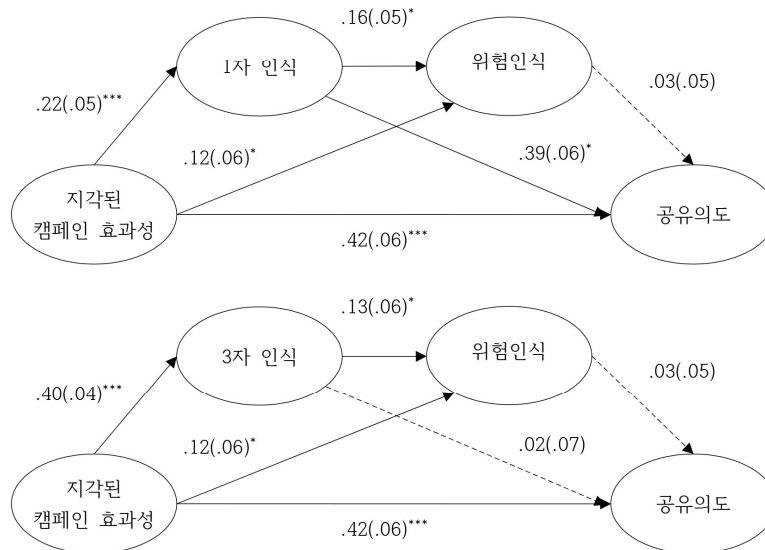 .16(.05)*
1자 인식
위험인식
.03(.05)
.22(.05)***
.12(.06)*
.39(.06)*
지각된
캠페인 효과성
공유의도
.42(.06)***
.13(.06)*
3자 인식
위험인식
.03(.05)
.40(.04)***
.12(.06)*
.02(.07)
지각된
캠페인 효과성
공유의도
.42(.06)***